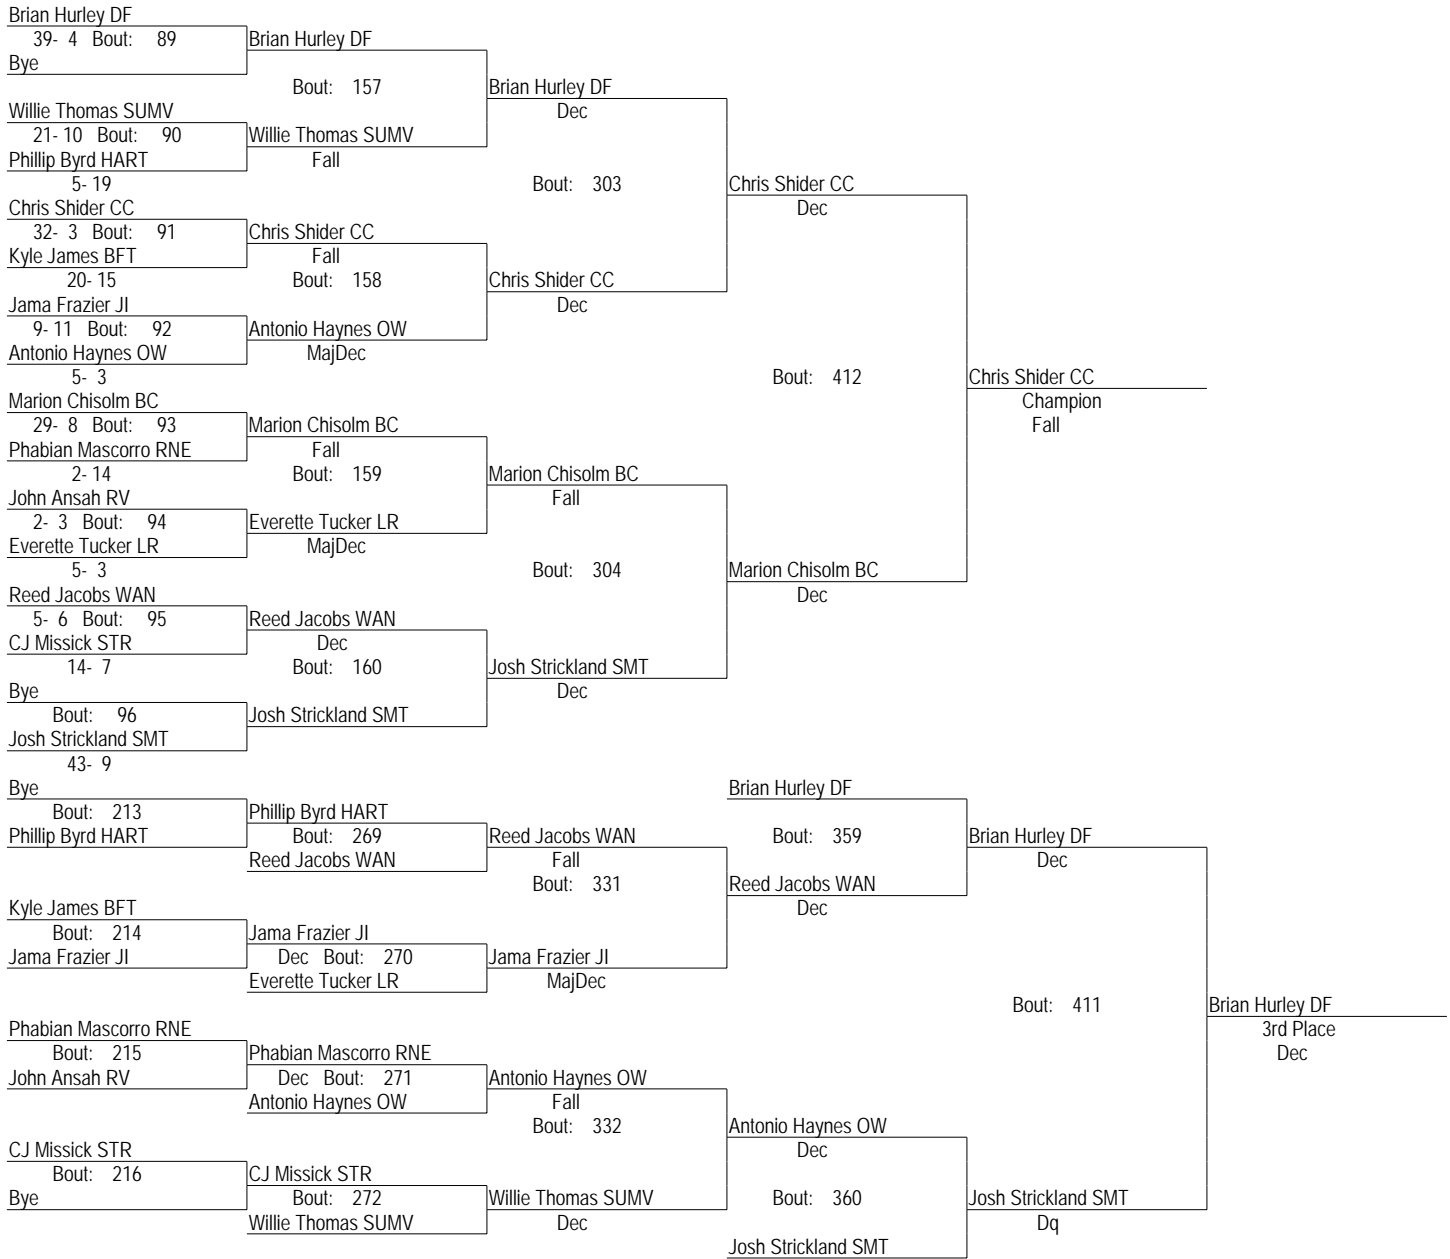 Brian Hurley DF
39- 4 Bout: 89 Brian Hurley DF
Bye
Bout: 157 Brian Hurley DF
Willie Thomas SUMV Dec
21- 10 Bout: 90 Willie Thomas SUMV
Phillip Byrd HART Fall
5- 19 Bout: 303 Chris Shider CC
Chris Shider CC Dec
32- 3 Bout: 91 Chris Shider CC
Kyle James BFT Fall
20- 15 Bout: 158 Chris Shider CC
Jama Frazier JI Dec
9- 11 Bout: 92 Antonio Haynes OW
Antonio Haynes OW MajDec
5- 3 Bout: 412 Chris Shider CC
Marion Chisolm BC Champion
29- 8 Bout: 93 Marion Chisolm BC Fall
Phabian Mascorro RNE Fall
2- 14 Bout: 159 Marion Chisolm BC
John Ansah RV Fall
2- 3 Bout: 94 Everette Tucker LR
Everette Tucker LR MajDec
5- 3 Bout: 304 Marion Chisolm BC
Reed Jacobs WAN Dec
5- 6 Bout: 95 Reed Jacobs WAN
CJ Missick STR Dec
14- 7 Bout: 160 Josh Strickland SMT
Bye Dec
Bout: 96 Josh Strickland SMT
Josh Strickland SMT
43- 9
Bye Brian Hurley DF
Bout: 213 Phillip Byrd HART
Phillip Byrd HART Bout: 269 Reed Jacobs WAN Bout: 359 Brian Hurley DF
Reed Jacobs WAN Fall Dec
Bout: 331 Reed Jacobs WAN
Kyle James BFT Dec
Bout: 214 Jama Frazier JI
Jama Frazier JI Dec Bout: 270 Jama Frazier JI
Everette Tucker LR MajDec
Bout: 411 Brian Hurley DF
Phabian Mascorro RNE 3rd Place
Bout: 215 Phabian Mascorro RNE Dec
John Ansah RV Dec Bout: 271 Antonio Haynes OW
Antonio Haynes OW Fall
Bout: 332 Antonio Haynes OW
CJ Missick STR Dec
Bout: 216 CJ Missick STR
Bye Bout: 272 Willie Thomas SUMV Bout: 360 Josh Strickland SMT
Willie Thomas SUMV Dec Dq
Josh Strickland SMT